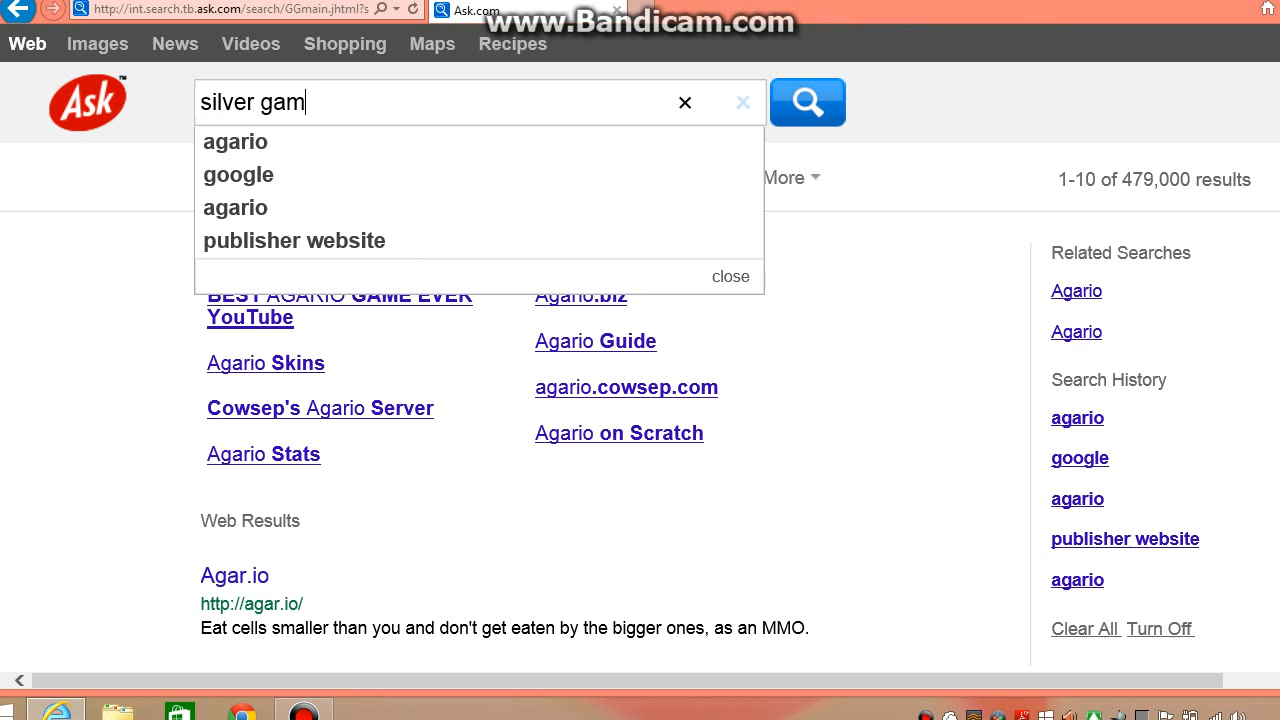 http://int.search.tb.ask.com/search/GGmain.jhtml?s
Ask.com
www.Bandicam.com
Web Images News Videos Shopping Maps Recipes
Ask™
silver gam
agario
google
agario
publisher website
close
More
1-10 of 479,000 results
BEST AGARIO GAME EVER
YouTube
Agario Skins
Cowsep's Agario Server
Agario Stats
Agario.biz
Agario Guide
agario.cowsep.com
Agario on Scratch
Related Searches
Agario
Agario
Search History
agario
google
agario
publisher website
agario
Clear All Turn Off
Web Results
Agar.io
http://agar.io/
Eat cells smaller than you and don't get eaten by the bigger ones, as an MMO.